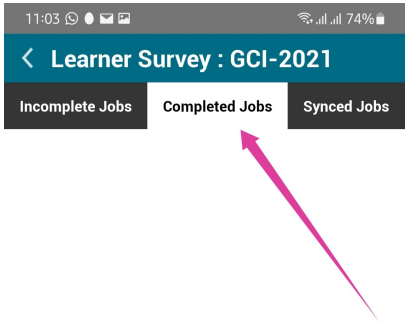 11:03 74%
Learner Survey : GCI-2021
Incomplete Jobs Completed Jobs Synced Jobs